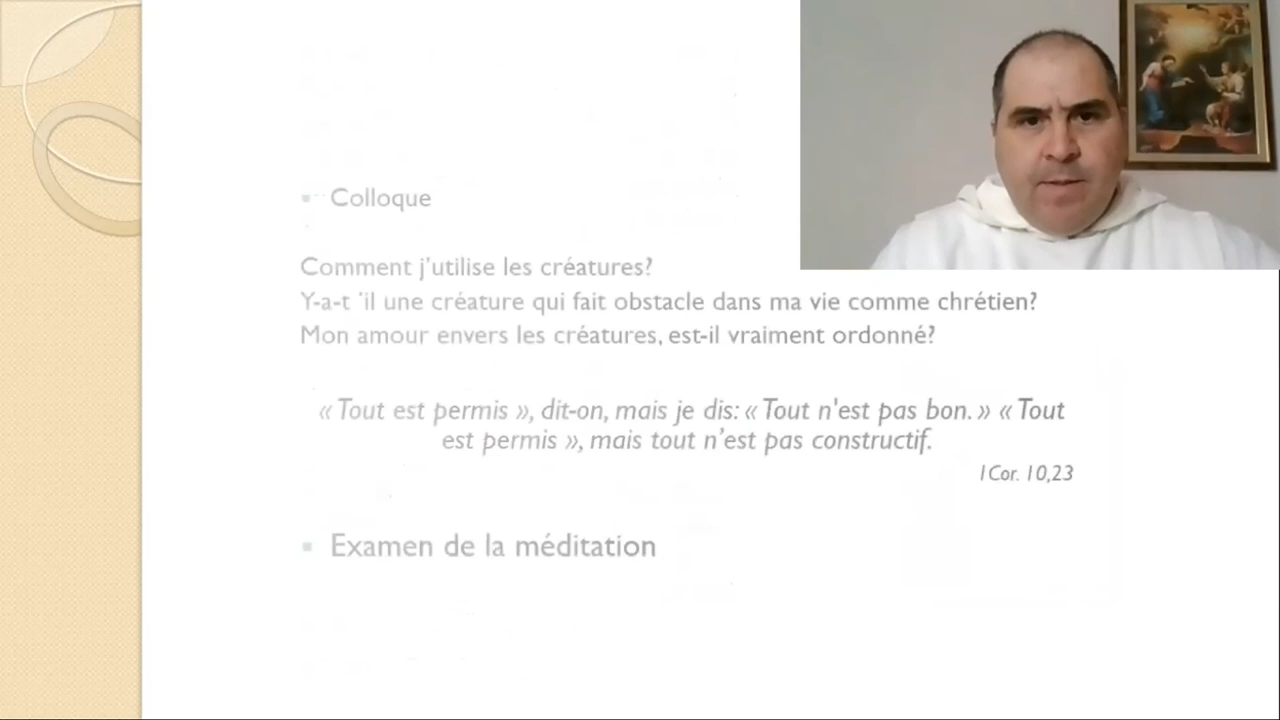 Colloque
Comment j'utilise les créatures?
Y-a-t 'il une créature qui fait obstacle dans ma vie comme chrétien?
Mon amour envers les créatures, est-il vraiment ordonné?
« Tout est permis », dit-on, mais je dis: « Tout n'est pas bon. » « Tout
est permis », mais tout n’est pas constructif.
1Cor. 10,23
Examen de la méditation